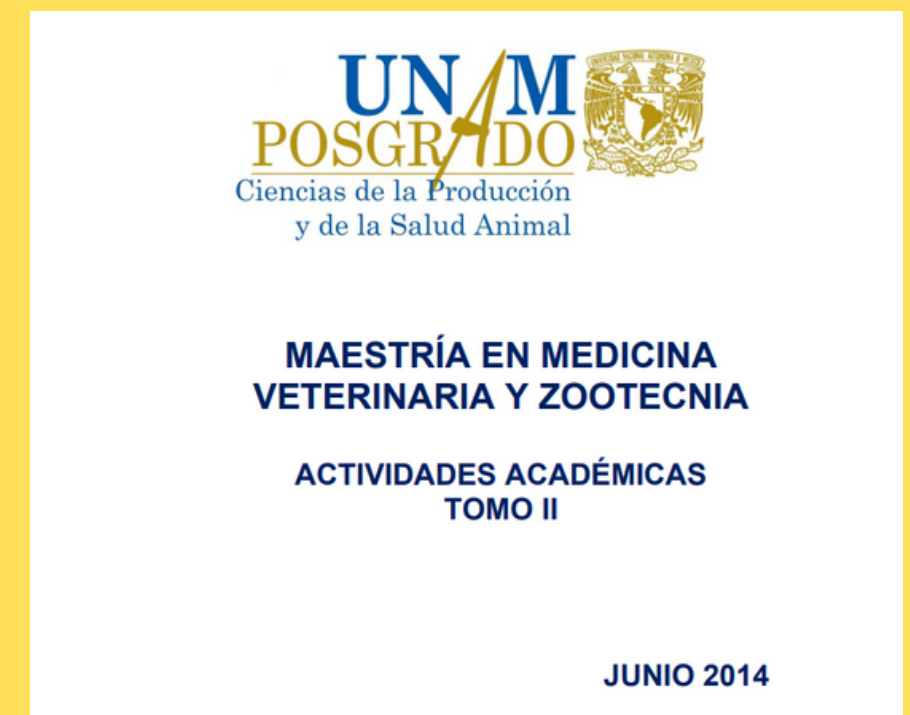 UNAM
POSGRADO
Ciencias de la Producción
y de la Salud Animal
MAESTRÍA EN MEDICINA
VETERINARIA Y ZOOTECNIA
ACTIVIDADES ACADÉMICAS
TOMO II
JUNIO 2014